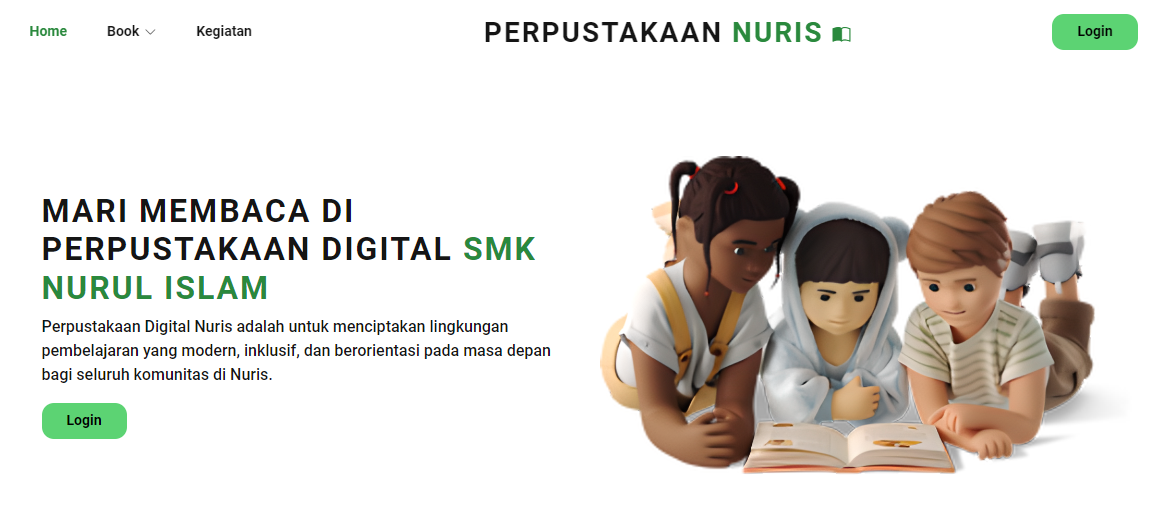 Home
Book
Kegiatan
PERPUSTAKAAN NURIS
Login
MARI MEMBACA DI
PERPUSTAKAAN DIGITAL SMK
NURUL ISLAM
Perpustakaan Digital Nuris adalah untuk menciptakan lingkungan
pembelajaran yang modern, inklusif, dan berorientasi pada masa depan
bagi seluruh komunitas di Nuris.
Login